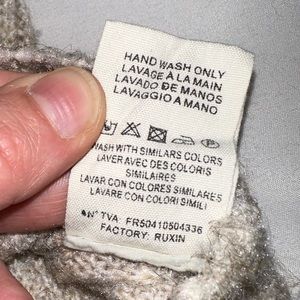 HAND WASH ONLY
LAVAGE À LA MAIN
LAVADO DE MANOS
LAVAGGIO A MANO
WASH WITH SIMILARS COLORS
LAVER AVEC DES COLORIS
SIMILAIRES
LAVAR CON COLORES SIMILARES
LAVARE CON COLORI SIMILI
N° TVA: FR50410504336
FACTORY: RUXIN